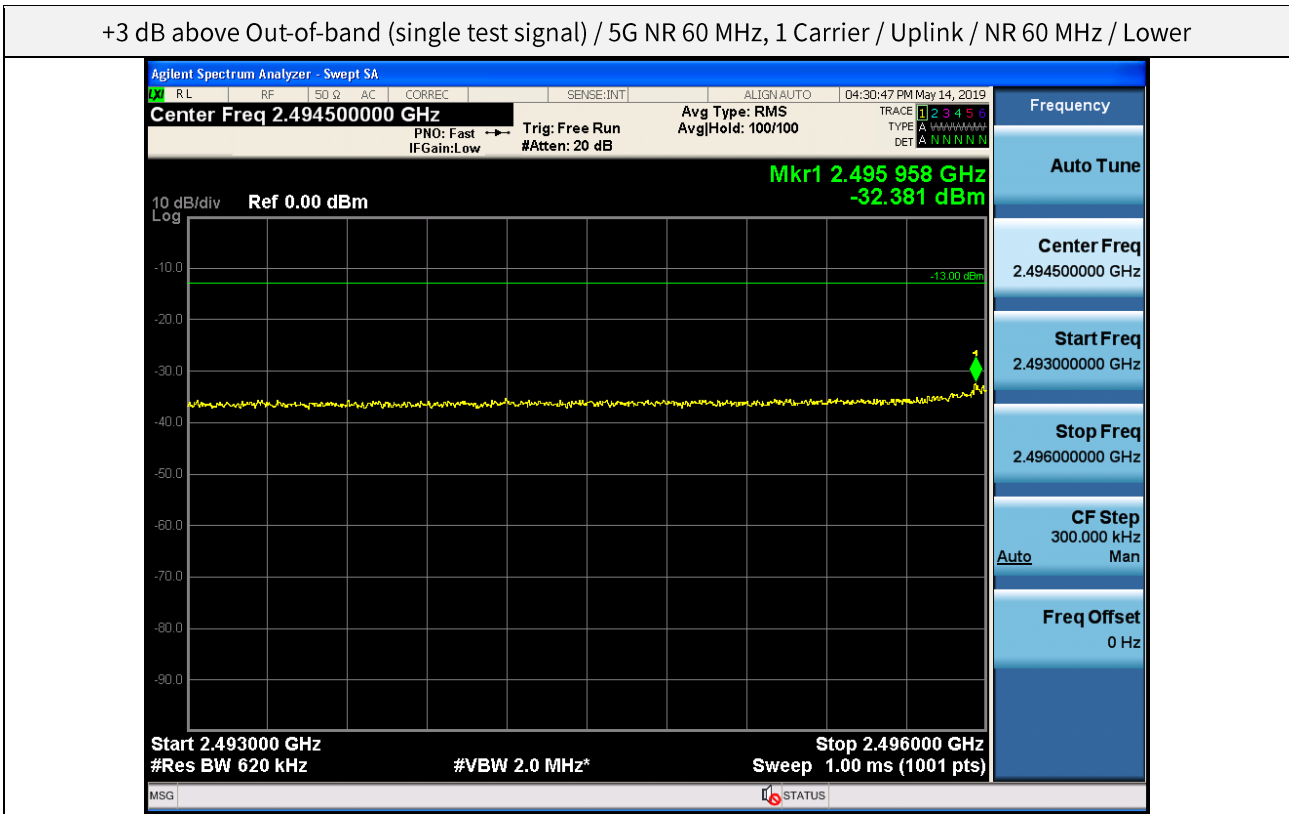 +3 dB above Out-of-band (single test signal) / 5G NR 60 MHz, 1 Carrier / Uplink / NR 60 MHz / Lower
Agilent Spectrum Analyzer - Swept SA
LXI RL RF 50 Ω AC CORREC SENSE:INT ALIGN AUTO 04:30:47 PM May 14, 2019
Center Freq 2.494500000 GHz
PNO: Fast
IFGain:Low
Trig: Free Run
#Atten: 20 dB
Avg Type: RMS
Avg|Hold: 100/100
TRACE 1 2 3 4 5 6
TYPE A WWWWW
DET A N N N N N
Mkr1 2.495 958 GHz
-32.381 dBm
10 dB/div Ref 0.00 dBm
Log
-10.0
-13.00 dBm
-20.0
1
-30.0
-40.0
-50.0
-60.0
-70.0
-80.0
-90.0
Start 2.493000 GHz Stop 2.496000 GHz
#Res BW 620 kHz #VBW 2.0 MHz* Sweep 1.00 ms (1001 pts)
MSG STATUS
Frequency
Auto Tune
Center Freq
2.494500000 GHz
Start Freq
2.493000000 GHz
Stop Freq
2.496000000 GHz
CF Step
300.000 kHz
Auto Man
Freq Offset
0 Hz